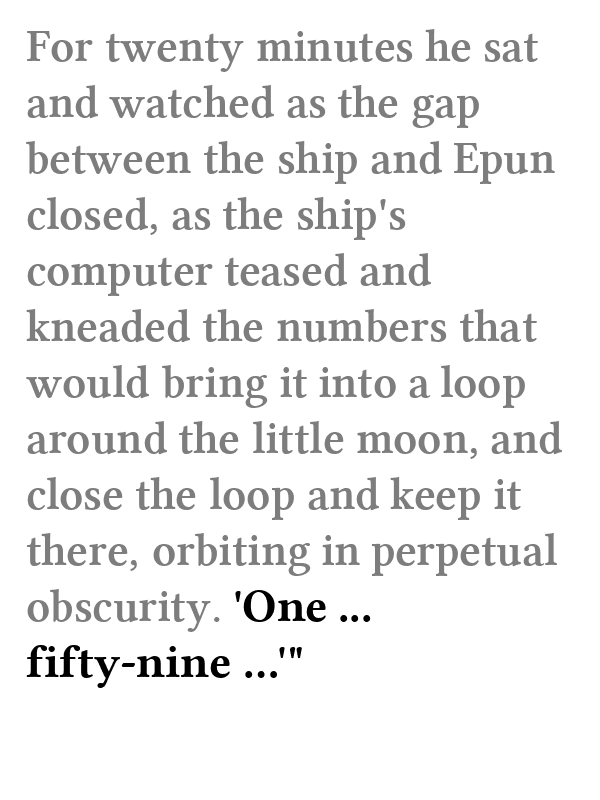 For twenty minutes he sat
and watched as the gap
between the ship and Epun
closed, as the ship's
computer teased and
kneaded the numbers that
would bring it into a loop
around the little moon, and
close the loop and keep it
there, orbiting in perpetual
obscurity. 'One ...
fifty-nine ...'"